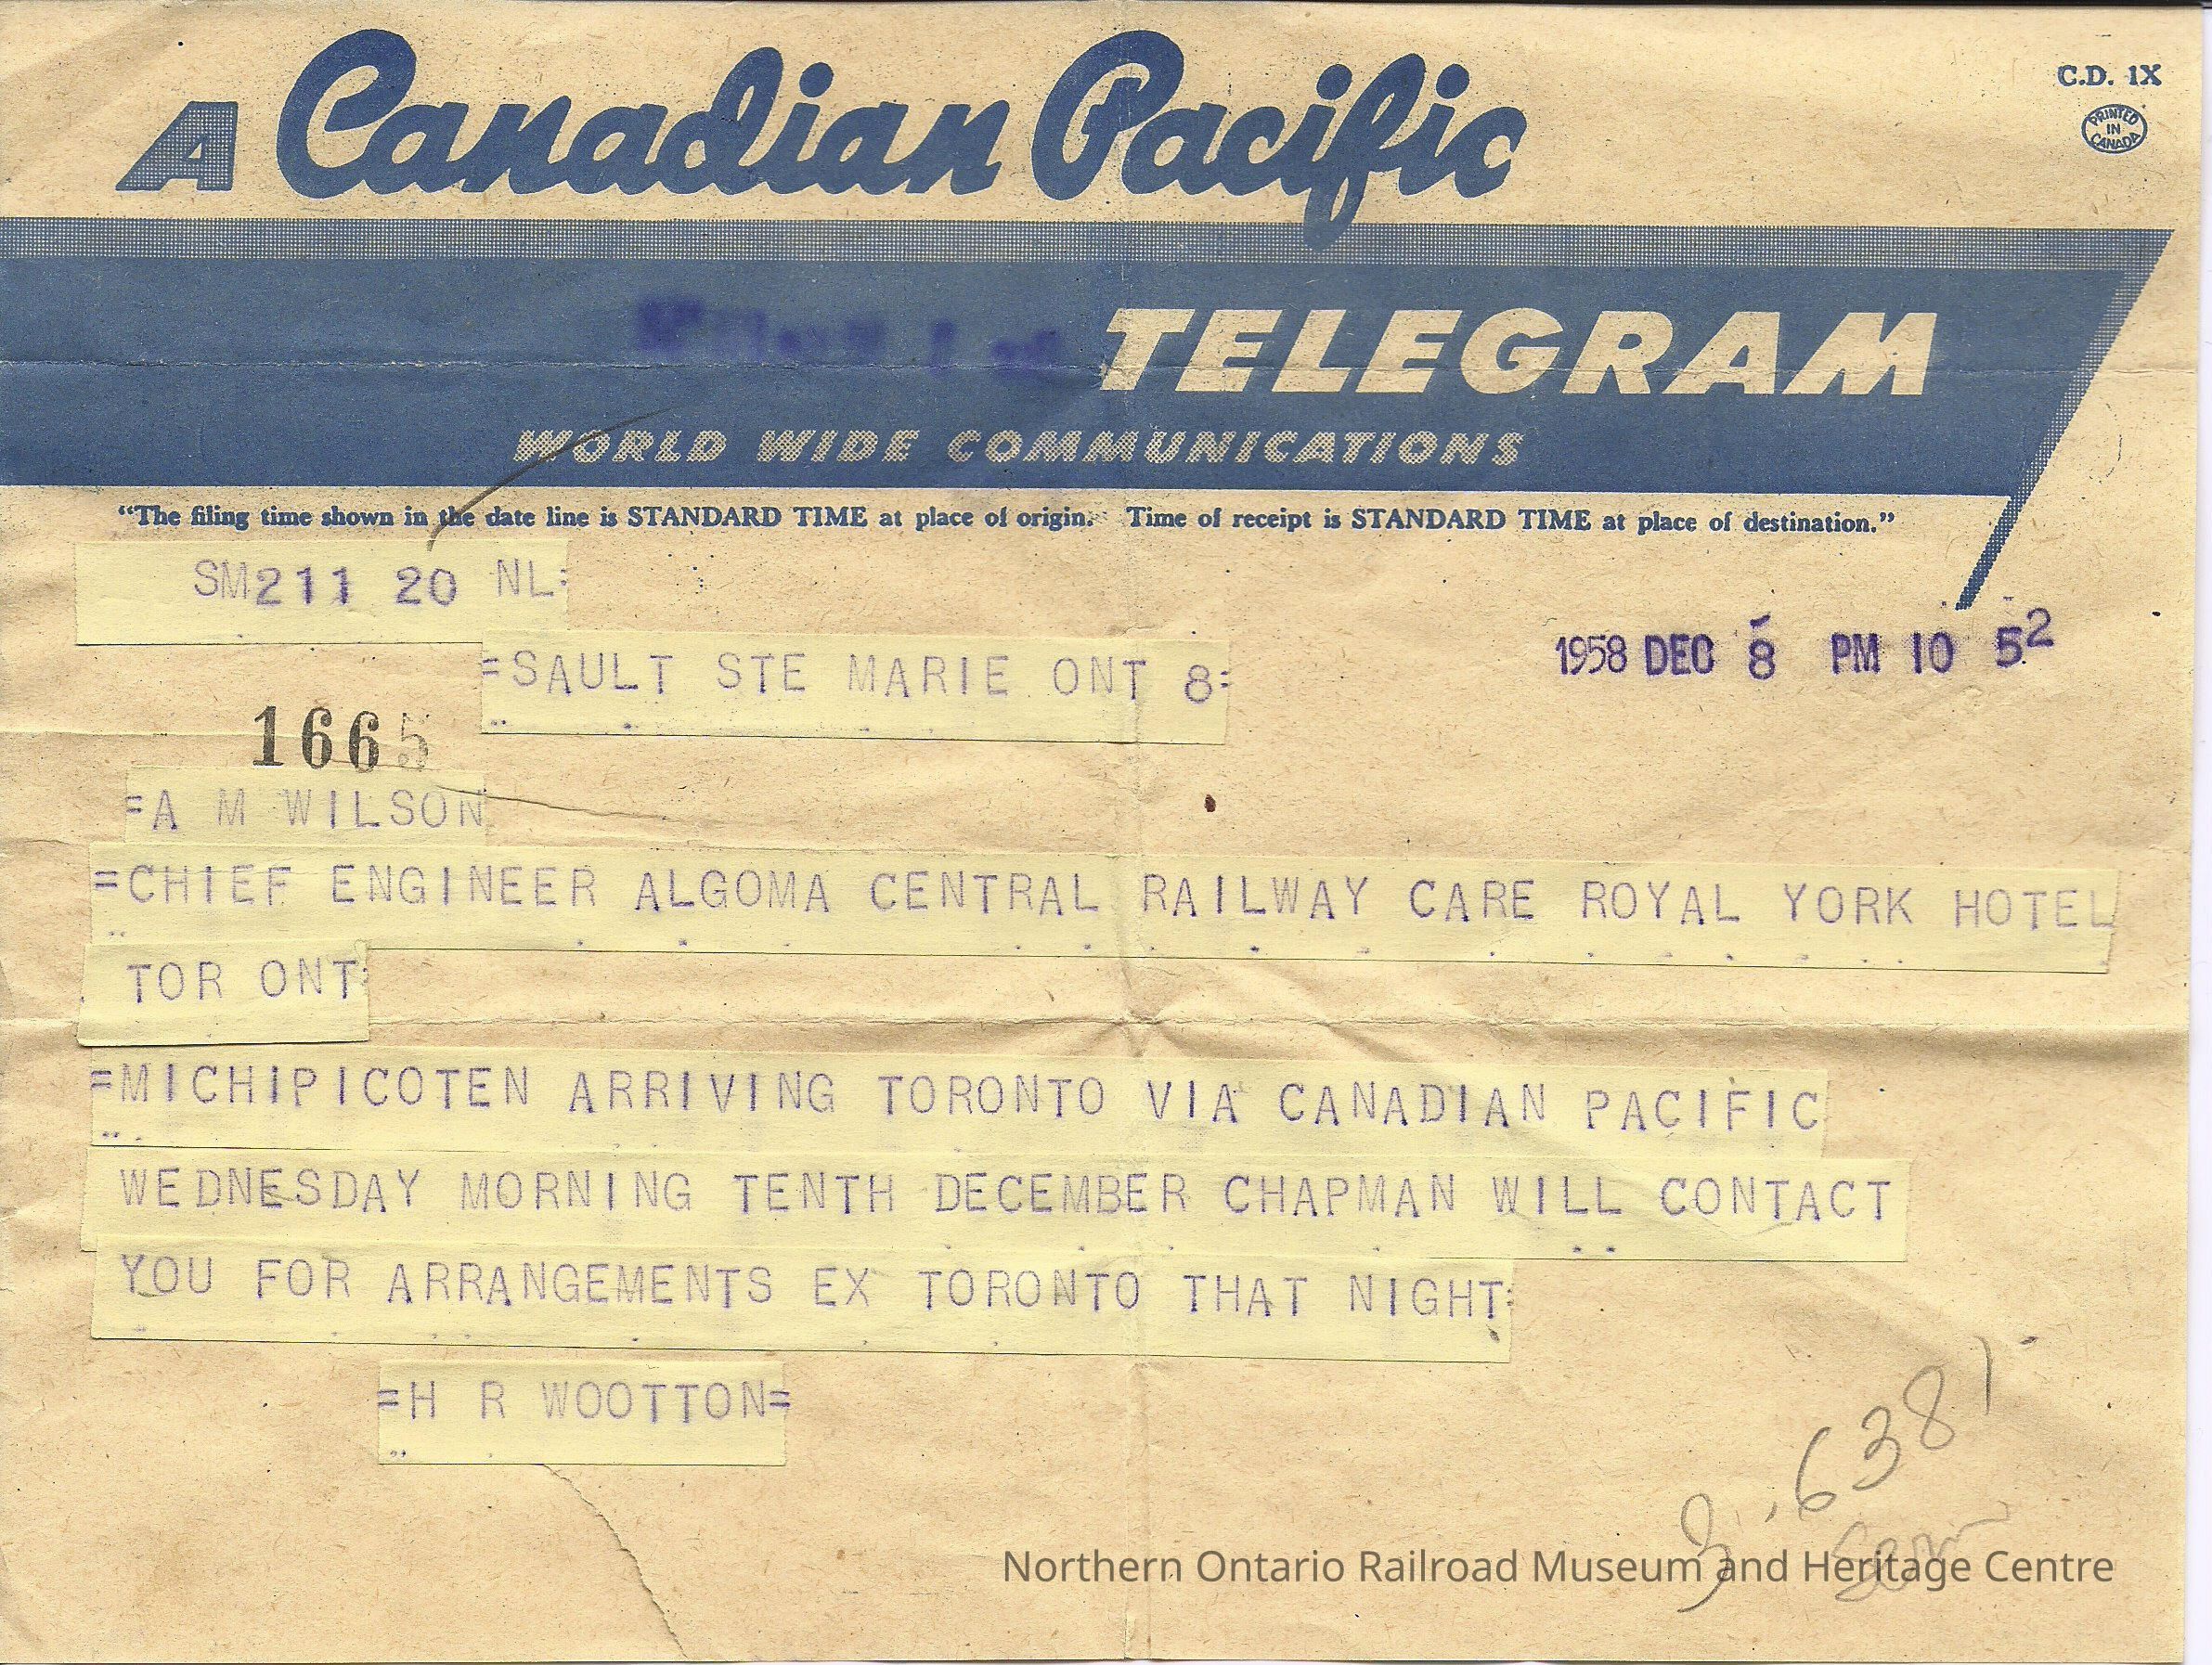 C.D. 1X
PRINTED
IN
CANADA
A Canadian Pacific
TELEGRAM
WORLD WIDE COMMUNICATIONS
“The filing time shown in the date line is STANDARD TIME at place of origin. Time of receipt is STANDARD TIME at place of destination.”
SM211 20 NL=
1958 DEC 8 PM 10 52
=SAULT STE MARIE ONT 8=
1665
=A M WILSON
=CHIEF ENGINEER ALGOMA CENTRAL RAILWAY CARE ROYAL YORK HOTEL
TOR ONT=
=MICHIPICOTEN ARRIVING TORONTO VIA CANADIAN PACIFIC
WEDNESDAY MORNING TENTH DECEMBER CHAPMAN WILL CONTACT
YOU FOR ARRANGEMENTS EX TORONTO THAT NIGHT=
=H R WOOTTON=
6381
Northern Ontario Railroad Museum and Heritage Centre